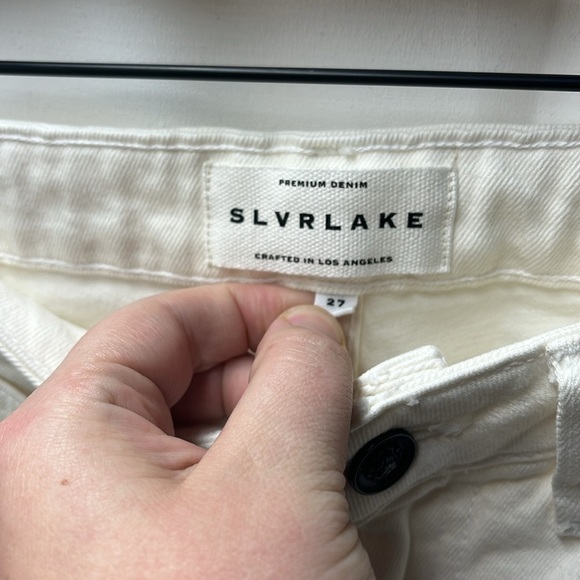 PREMIUM DENIM
SLVRLAKE
CRAFTED IN LOS ANGELES
27